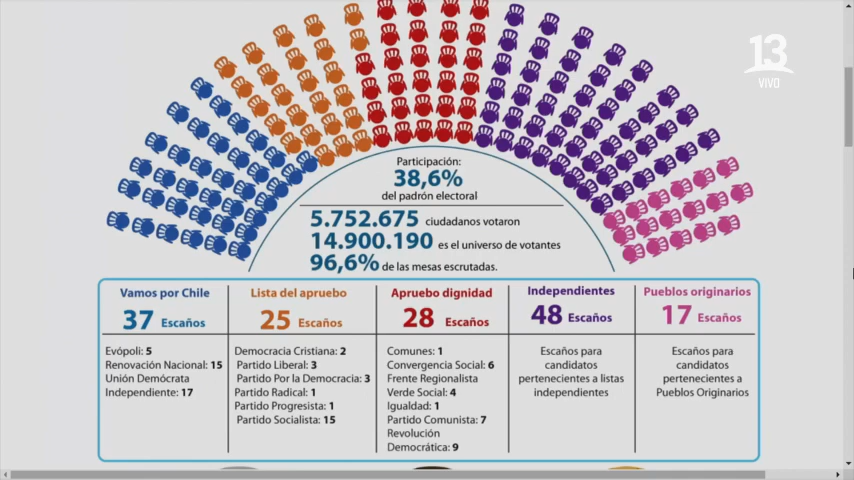 13
VIVO
Participación:
38,6%
del padrón electoral
5.752.675 ciudadanos votaron
14.900.190 es el universo de votantes
96,6% de las mesas escrutadas.
Vamos por Chile
37 Escaños
Evópoli: 5
Renovación Nacional: 15
Unión Demócrata
Independiente: 17
Lista del apruebo
25 Escaños
Democracia Cristiana: 2
Partido Liberal: 3
Partido Por la Democracia: 3
Partido Radical: 1
Partido Progresista: 1
Partido Socialista: 15
Apruebo dignidad
28 Escaños
Comunes: 1
Convergencia Social: 6
Frente Regionalista
Verde Social: 4
Igualdad: 1
Partido Comunista: 7
Revolución
Democrática: 9
Independientes
48 Escaños
Escaños para
candidatos
pertenecientes a listas
independientes
Pueblos originarios
17 Escaños
Escaños para
candidatos
pertenecientes a
Pueblos Originarios